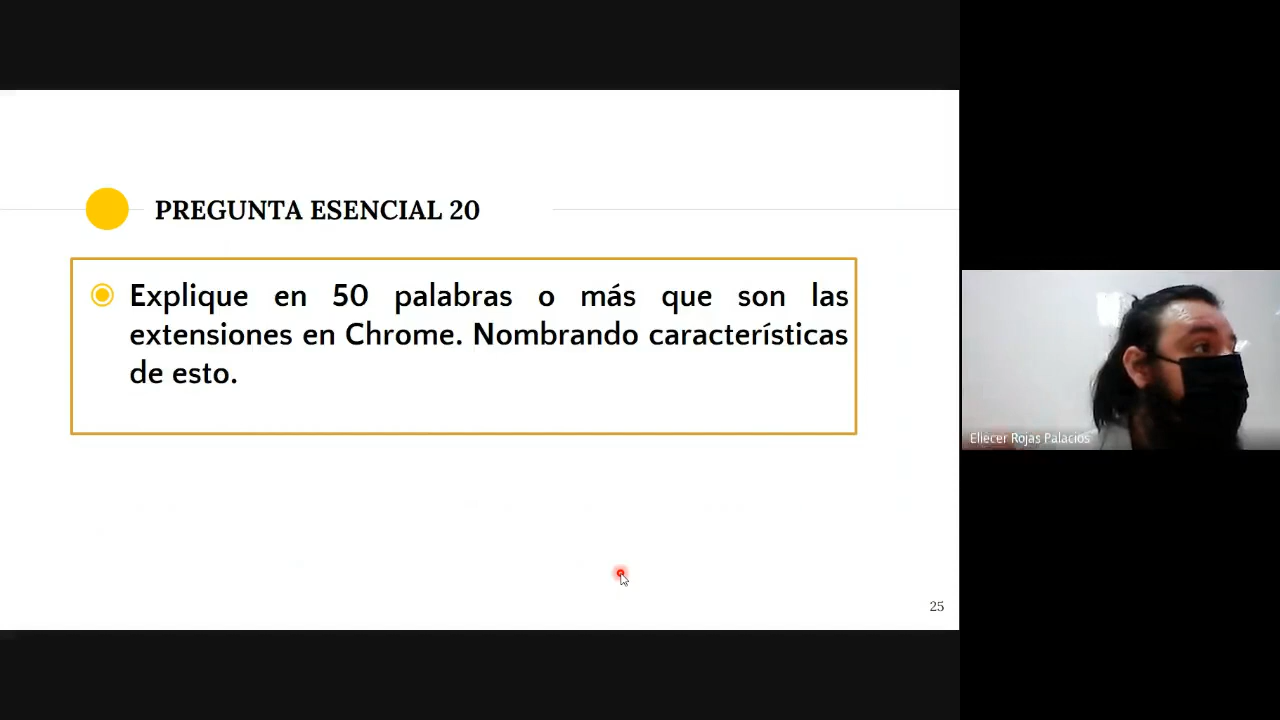 PREGUNTA ESENCIAL 20
Explique en 50 palabras o más que son las
extensiones en Chrome. Nombrando características
de esto.
Eliecer Rojas Palacios
25